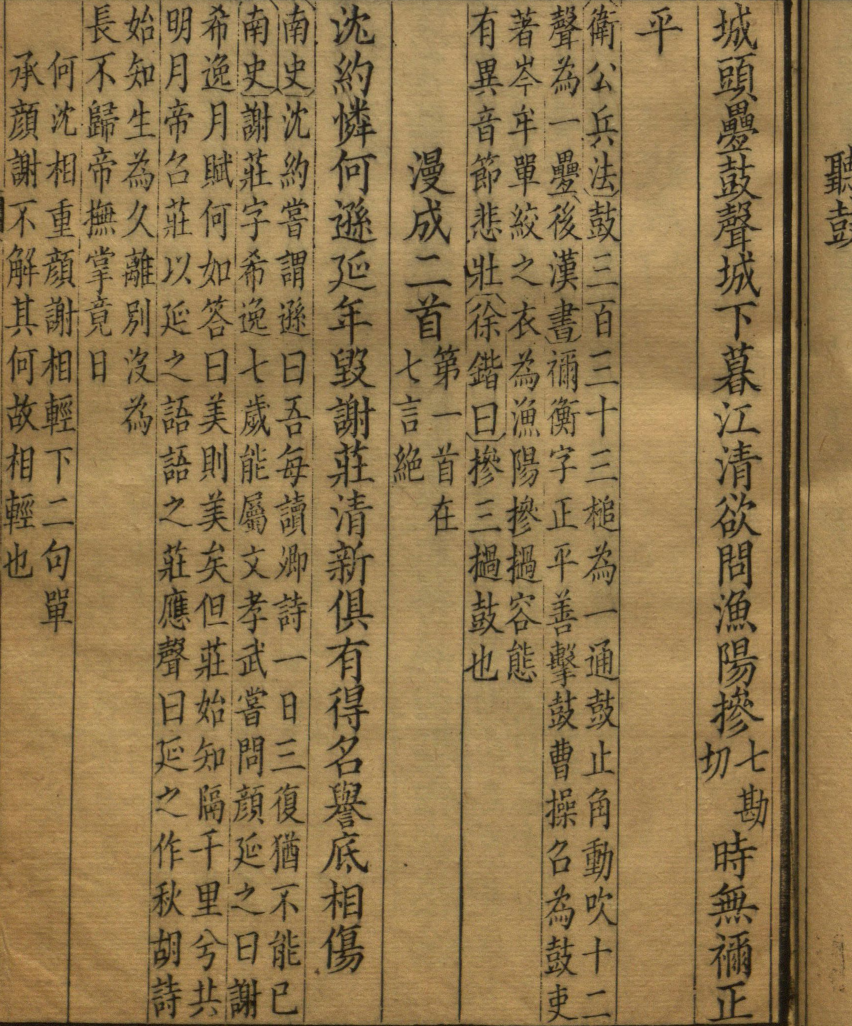 聽鼓
城頭疊鼓聲城下暮江清欲問漁陽摻七勘切時無禰正
平
衛公兵法鼓三百三十三槌為一通鼓止角動吹十二
聲為一疊後漢書禰衡字正平善擊鼓曹操召為鼓吏
著岑牟單絞之衣為漁陽摻撾容態
有異音節悲壯徐鍇曰摻三撾鼓也
漫成二首第一首在七言絕
沈約憐何遜延年毀謝莊清新俱有得名譽底相傷
南史沈約嘗謂遜曰吾每讀卿詩一日三復猶不能已
南史謝莊字希逸七歲能屬文孝武嘗問顏延之曰謝
希逸月賦何如答曰美則美矣但莊始知隔千里兮共
明月帝召莊以延之語語之莊應聲曰延之作秋胡詩
始知生為久離別沒為
長不歸帝撫掌竟日
何沈相重顏謝相輕下二句單
承顏謝不解其何故相輕也